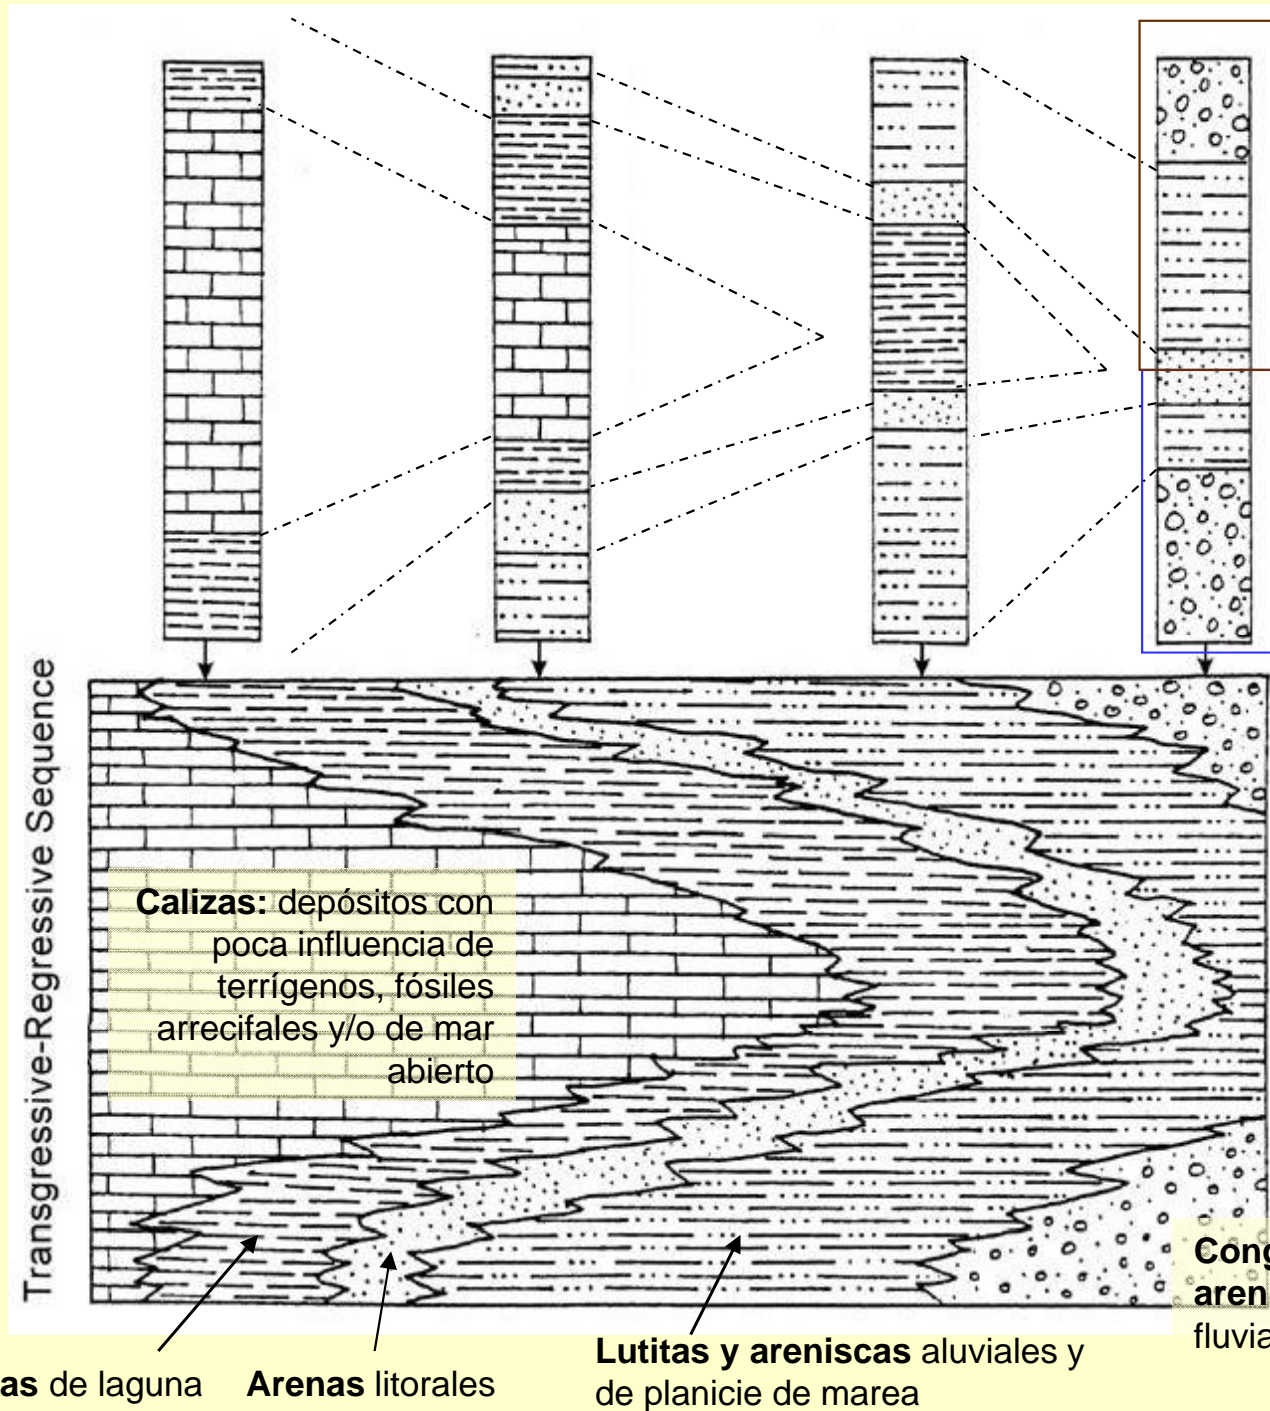 Transgressive-Regressive Sequence
Calizas: depósitos con
poca influencia de
terrígenos, fósiles
arrecifales y/o de mar
abierto
as de laguna
Arenas litorales
Lutitas y areniscas aluviales y
de planicie de marea
Cong
aren
fluvia